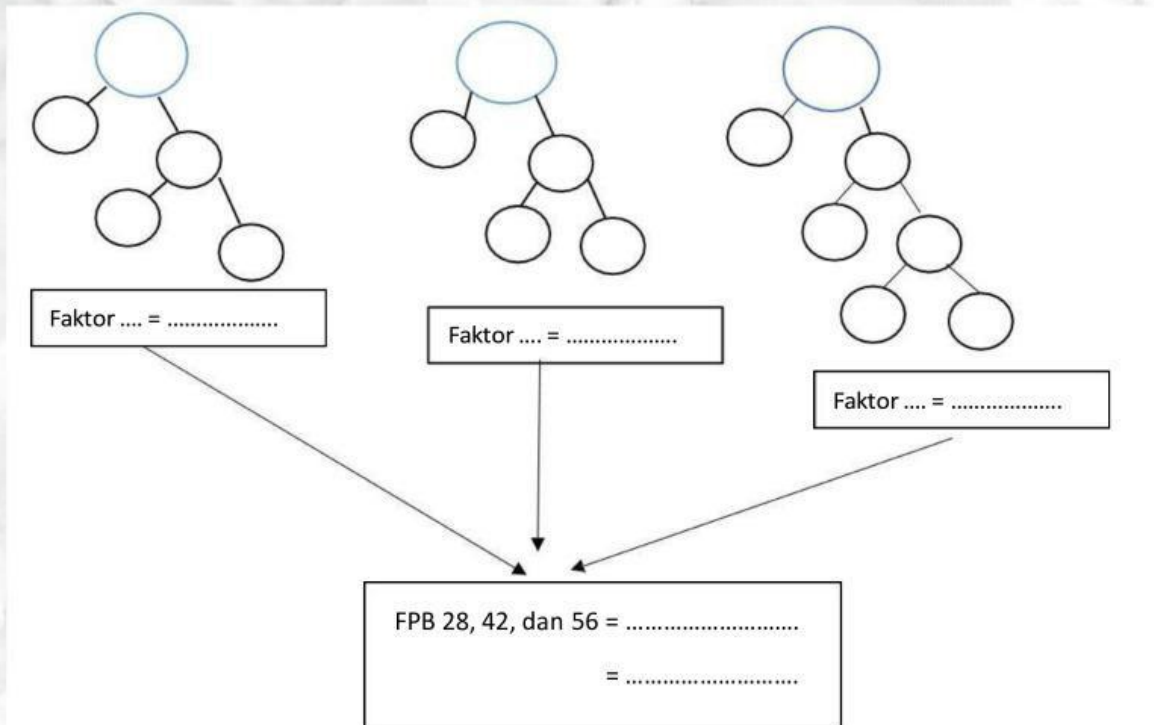 Faktor .... = ...................
Faktor .... = ...................
Faktor .... = ...................
FPB 28, 42, dan 56 = ...........................
= ...........................